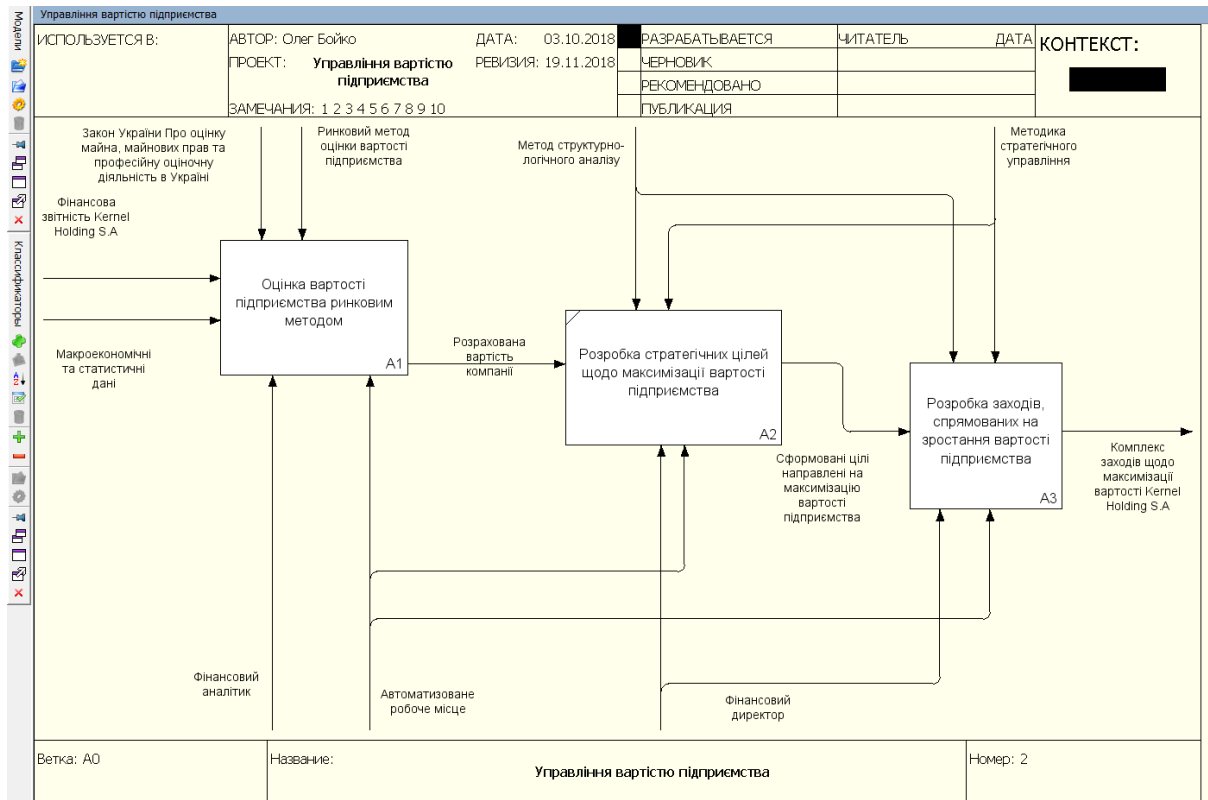 Управління вартістю підприємства
Модели
Классификаторы
ИСПОЛЬЗУЕТСЯ В:
АВТОР: Олег Бойко
ДАТА: 03.10.2018
ПРОЕКТ: Управління вартістю
підприємства
РЕВИЗИЯ: 19.11.2018
ЗАМЕЧАНИЯ: 1 2 3 4 5 6 7 8 9 10
РАЗРАБАТЫВАЕТСЯ
ЧЕРНОВИК
РЕКОМЕНДОВАНО
ПУБЛИКАЦИЯ
ЧИТАТЕЛЬ ДАТА
КОНТЕКСТ:
Закон України Про оцінку
майна, майнових прав та
професійну оціночну
діяльність в Україні
Ринковий метод
оцінки вартості
підприємства
Метод структурно-
логічного аналізу
Методика
стратегічного
управління
Фінансова
звітність Kernel
Holding S.A
Макроекономічні
та статистичні
дані
Оцінка вартості
підприємства ринковим
методом
A1
Розрахована
вартість
компанії
Розробка стратегічних цілей
щодо максимізації вартості
підприємства
A2
Сформовані цілі
направлені на
максимізацію
вартості
підприємства
Розробка заходів,
спрямованих на
зростання вартості
підприємства
A3
Комплекс
заходів щодо
максимізації
вартості Kernel
Holding S.A
Фінансовий
аналітик
Автоматизоване
робоче місце
Фінансовий
директор
Ветка: A0
Название:
Управління вартістю підприємства
Номер: 2